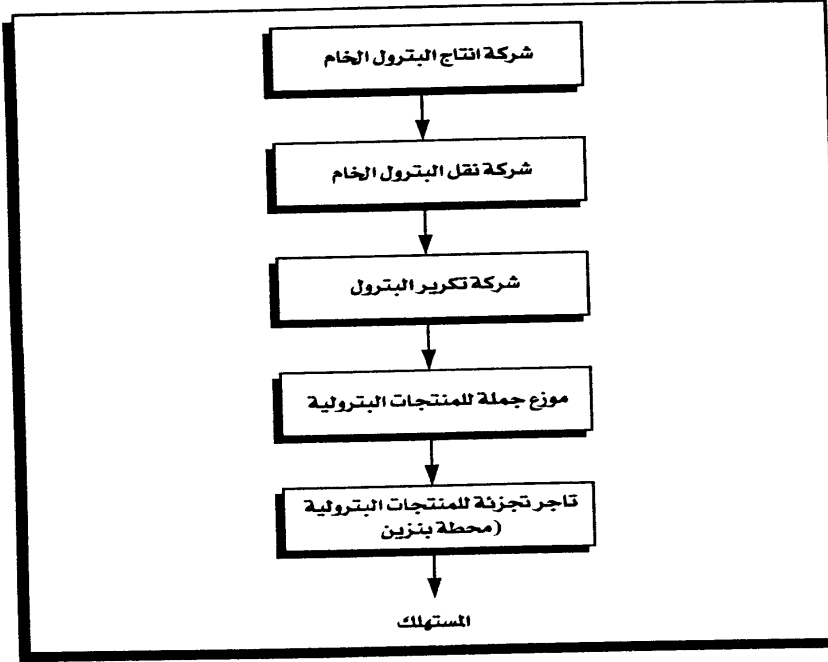 شركة انتاج البترول الخام
شركة نقل البترول الخام
شركة تكرير البترول
موزع جملة للمنتجات البترولية
تاجر تجزئة للمنتجات البترولية
(محطة بنزين
المستهلك